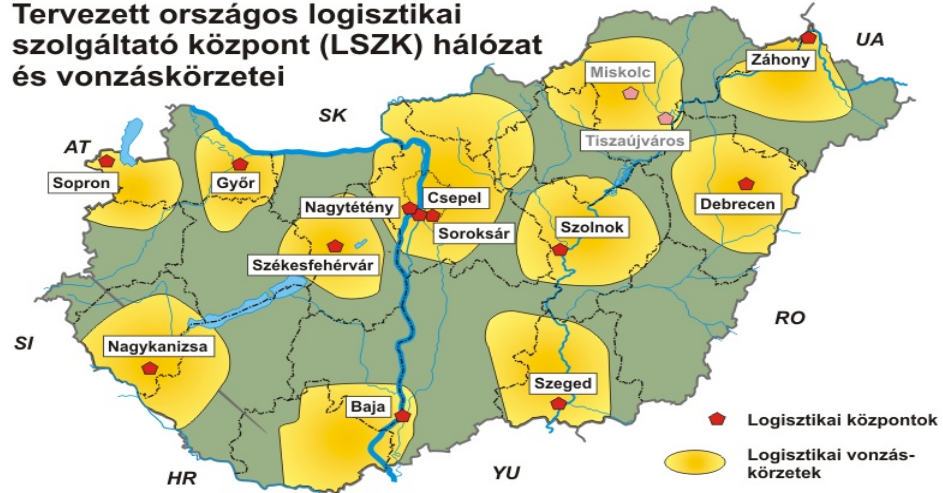 Tervezett országos logisztikai
szolgáltató központ (LSZK) hálózat
és vonzáskörzetei
UA
Záhony
Miskolc
SK
Tiszaújváros
AT
Sopron
Győr
Csepel
Nagytétény
Debrecen
Soroksár
Szolnok
Székesfehérvár
RO
SI
Nagykanizsa
Szeged
Baja
Logisztikai központok
HR
YU
Logisztikai vonzás-
körzetek